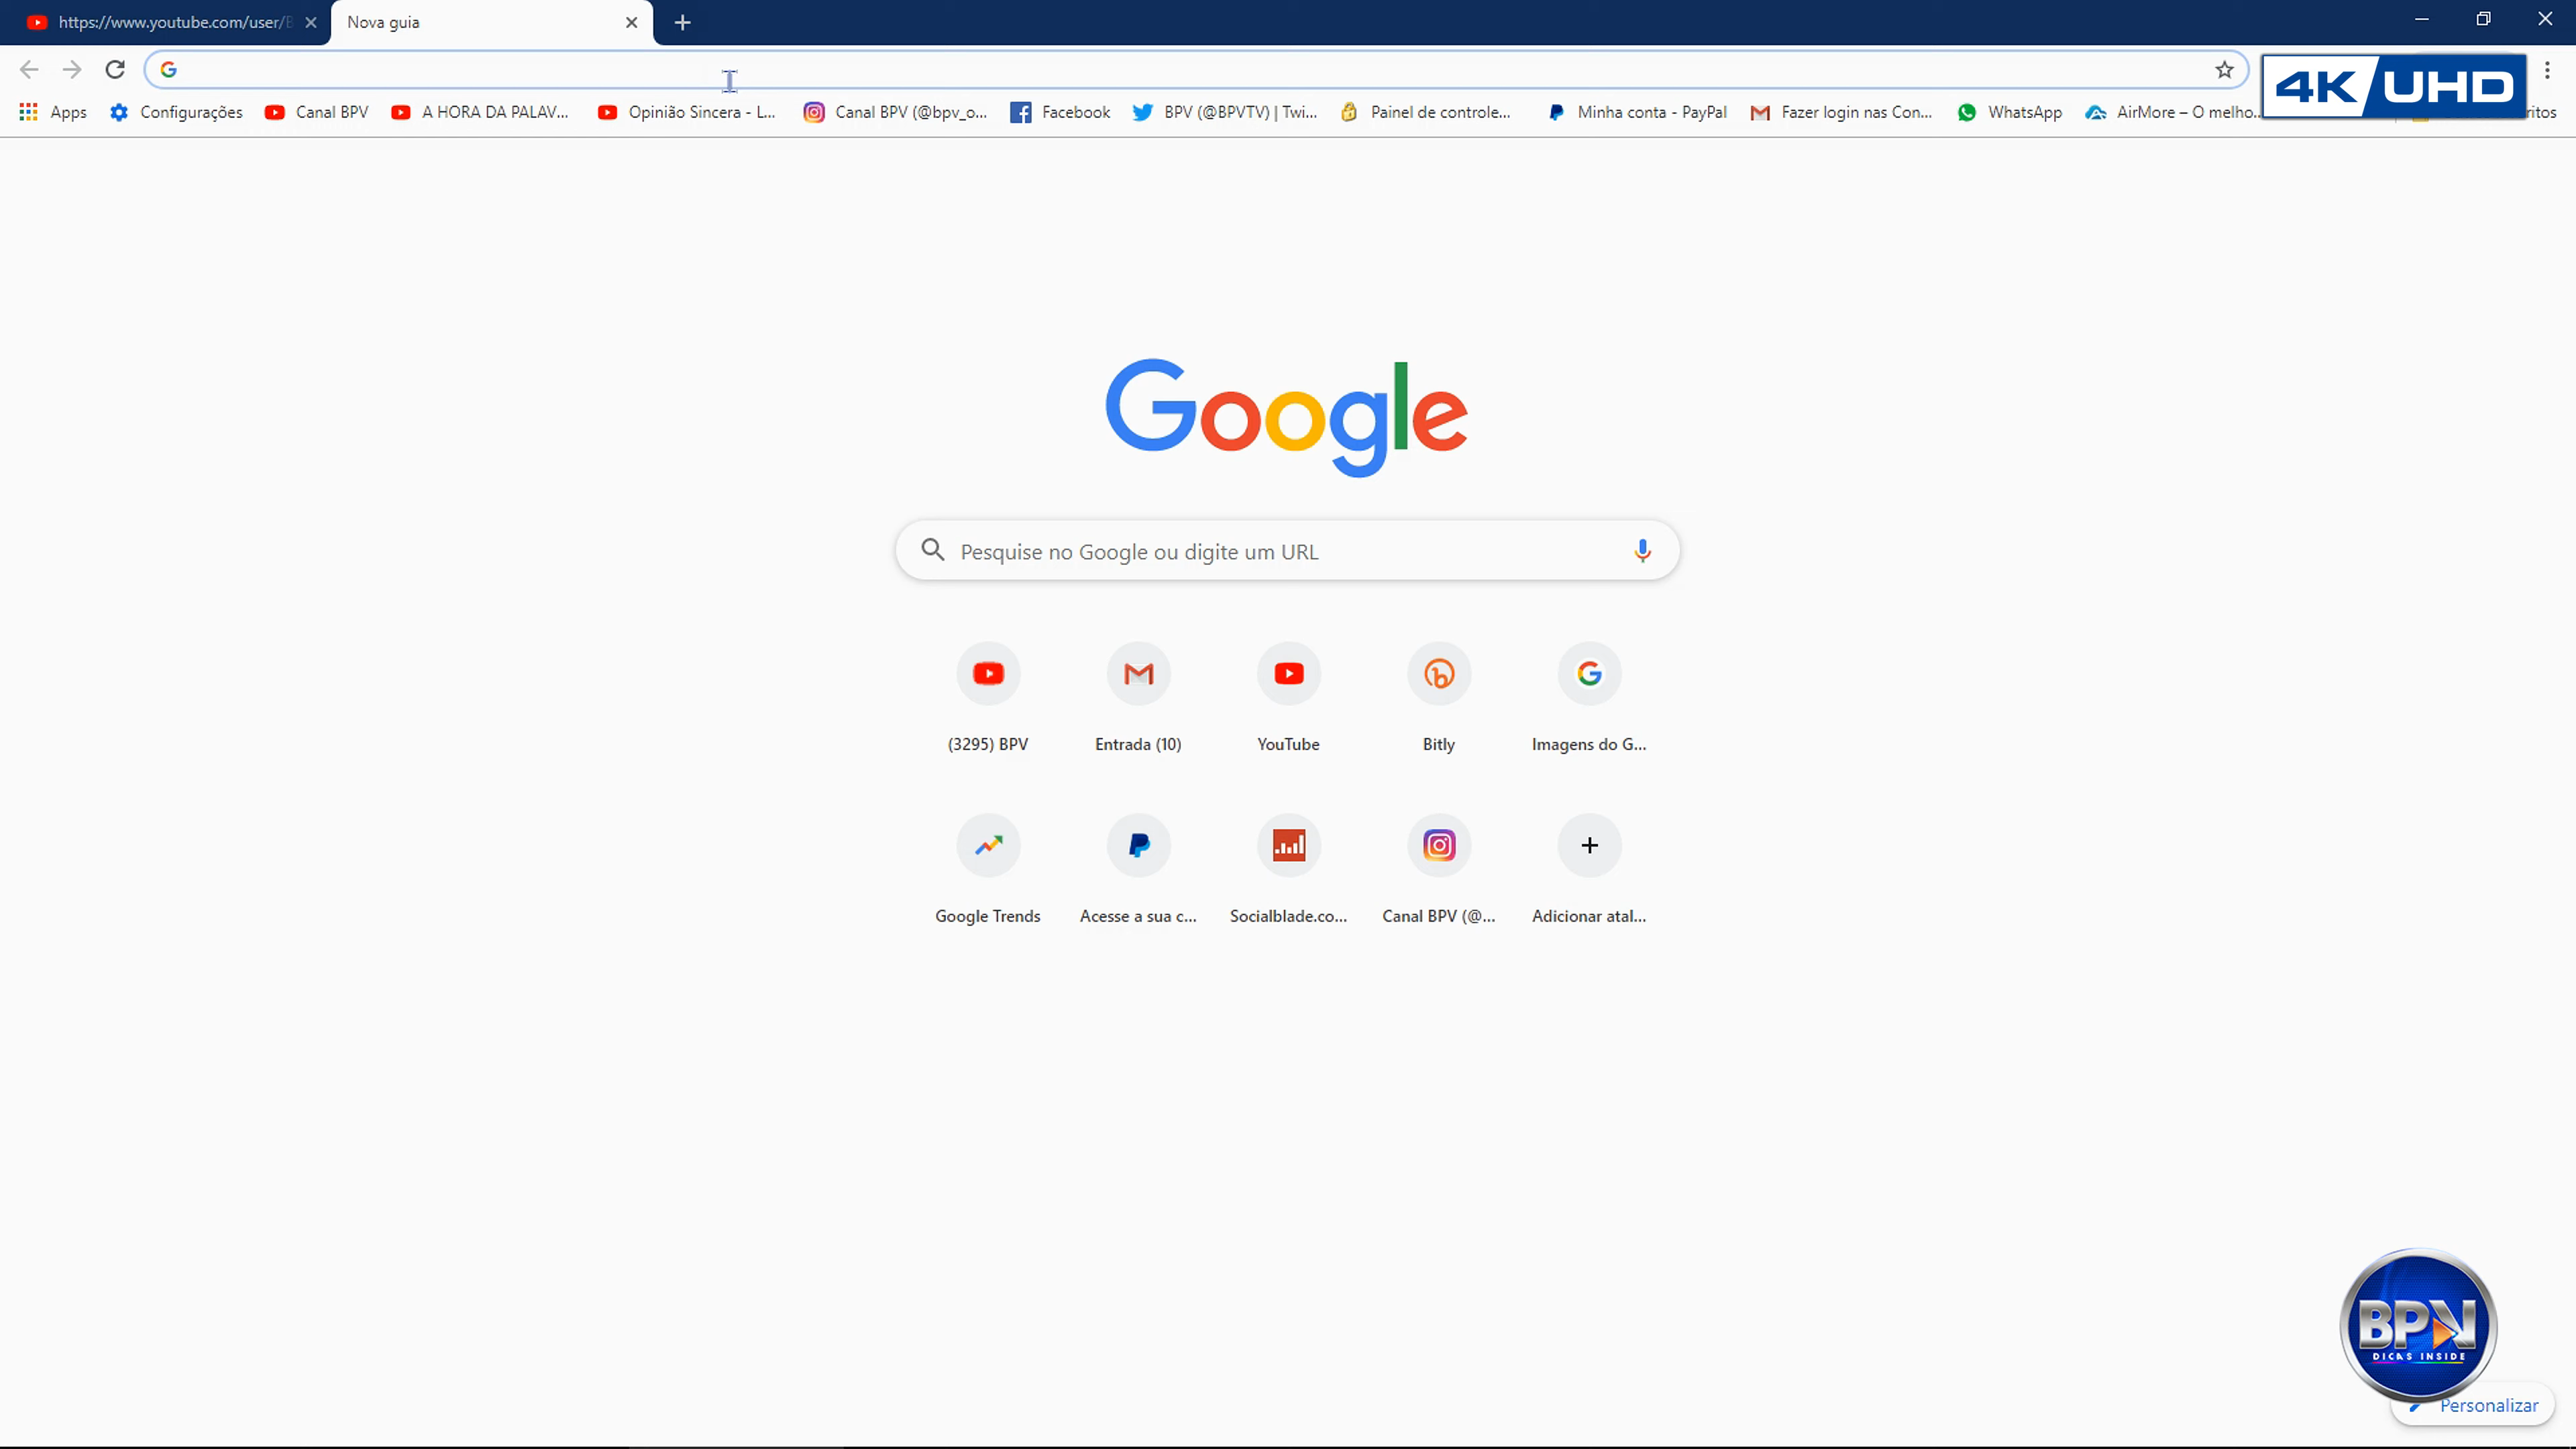 https://www.youtube.com/user/B
Nova guia
4K/UHD
Apps
Configurações
Canal BPV
A HORA DA PALAV...
Opinião Sincera - L...
Canal BPV (@bpv_o...
Facebook
BPV (@BPVTV) | Twi...
Painel de controle...
Minha conta - PayPal
Fazer login nas Con...
WhatsApp
AirMore – O melho...
ritos
Google
Pesquise no Google ou digite um URL
(3295) BPV
Entrada (10)
YouTube
Bitly
Imagens do G...
Google Trends
Acesse a sua c...
Socialblade.co...
Canal BPV (@...
Adicionar atal...
BPV
DICAS INSIDE
Personalizar